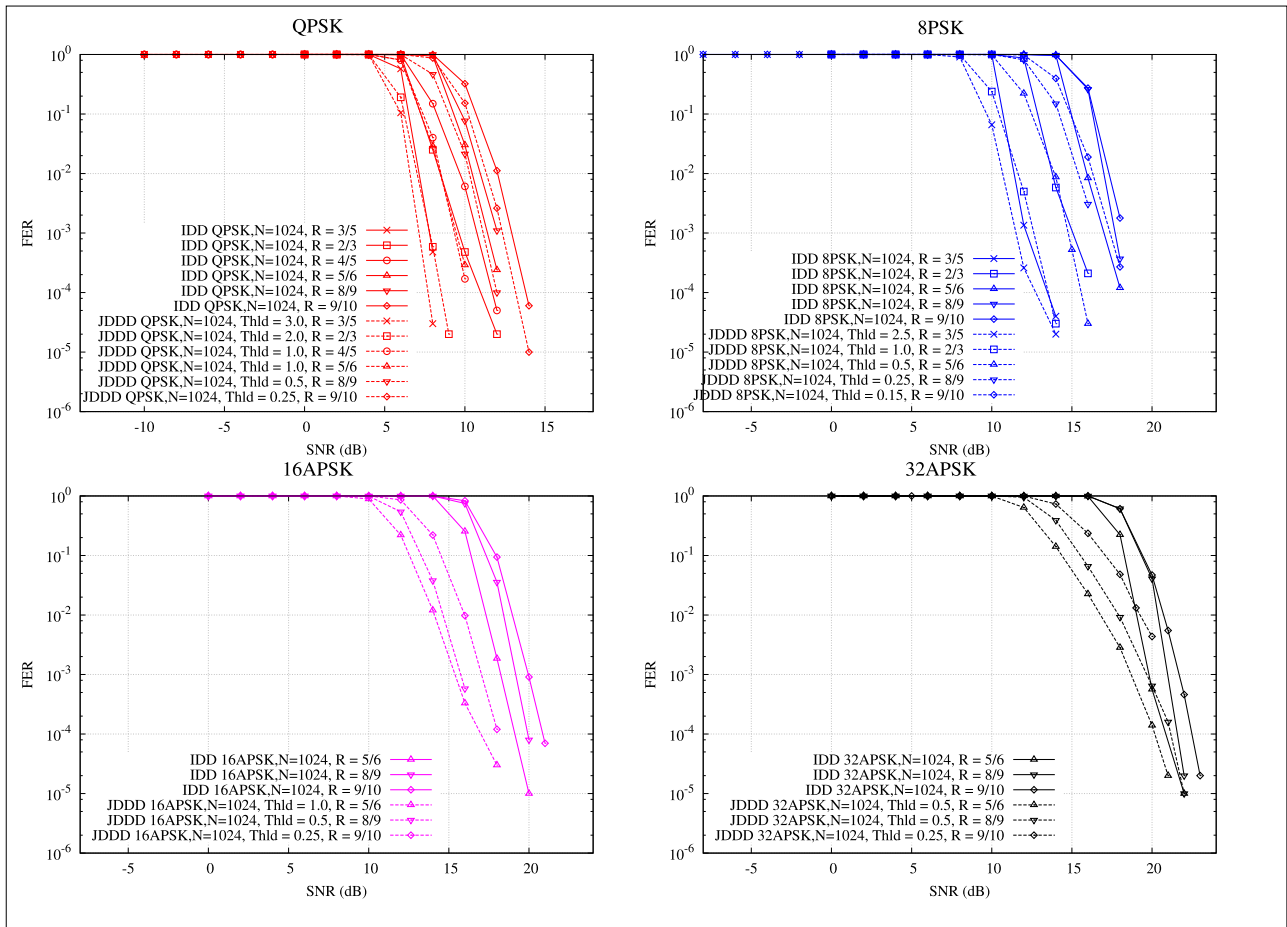 QPSK
10^0
10^-1
10^-2
10^-3
10^-4
10^-5
10^-6
FER
IDD QPSK,N=1024, R = 3/5
IDD QPSK,N=1024, R = 2/3
IDD QPSK,N=1024, R = 4/5
IDD QPSK,N=1024, R = 5/6
IDD QPSK,N=1024, R = 8/9
IDD QPSK,N=1024, R = 9/10
JDDD QPSK,N=1024, Thld = 3.0, R = 3/5
JDDD QPSK,N=1024, Thld = 2.0, R = 2/3
JDDD QPSK,N=1024, Thld = 1.0, R = 4/5
JDDD QPSK,N=1024, Thld = 1.0, R = 5/6
JDDD QPSK,N=1024, Thld = 0.5, R = 8/9
JDDD QPSK,N=1024, Thld = 0.25, R = 9/10
-10 -5 0 5 10 15
SNR (dB)
8PSK
10^0
10^-1
10^-2
10^-3
10^-4
10^-5
10^-6
FER
IDD 8PSK,N=1024, R = 3/5
IDD 8PSK,N=1024, R = 2/3
IDD 8PSK,N=1024, R = 5/6
IDD 8PSK,N=1024, R = 8/9
IDD 8PSK,N=1024, R = 9/10
JDDD 8PSK,N=1024, Thld = 2.5, R = 3/5
JDDD 8PSK,N=1024, Thld = 1.0, R = 2/3
JDDD 8PSK,N=1024, Thld = 0.5, R = 5/6
JDDD 8PSK,N=1024, Thld = 0.25, R = 8/9
JDDD 8PSK,N=1024, Thld = 0.15, R = 9/10
-5 0 5 10 15 20
SNR (dB)
16APSK
10^0
10^-1
10^-2
10^-3
10^-4
10^-5
10^-6
FER
IDD 16APSK,N=1024, R = 5/6
IDD 16APSK,N=1024, R = 8/9
IDD 16APSK,N=1024, R = 9/10
JDDD 16APSK,N=1024, Thld = 1.0, R = 5/6
JDDD 16APSK,N=1024, Thld = 0.5, R = 8/9
JDDD 16APSK,N=1024, Thld = 0.25, R = 9/10
-5 0 5 10 15 20
SNR (dB)
32APSK
10^0
10^-1
10^-2
10^-3
10^-4
10^-5
10^-6
FER
IDD 32APSK,N=1024, R = 5/6
IDD 32APSK,N=1024, R = 8/9
IDD 32APSK,N=1024, R = 9/10
JDDD 32APSK,N=1024, Thld = 0.5, R = 5/6
JDDD 32APSK,N=1024, Thld = 0.5, R = 8/9
JDDD 32APSK,N=1024, Thld = 0.25, R = 9/10
-5 0 5 10 15 20
SNR (dB)